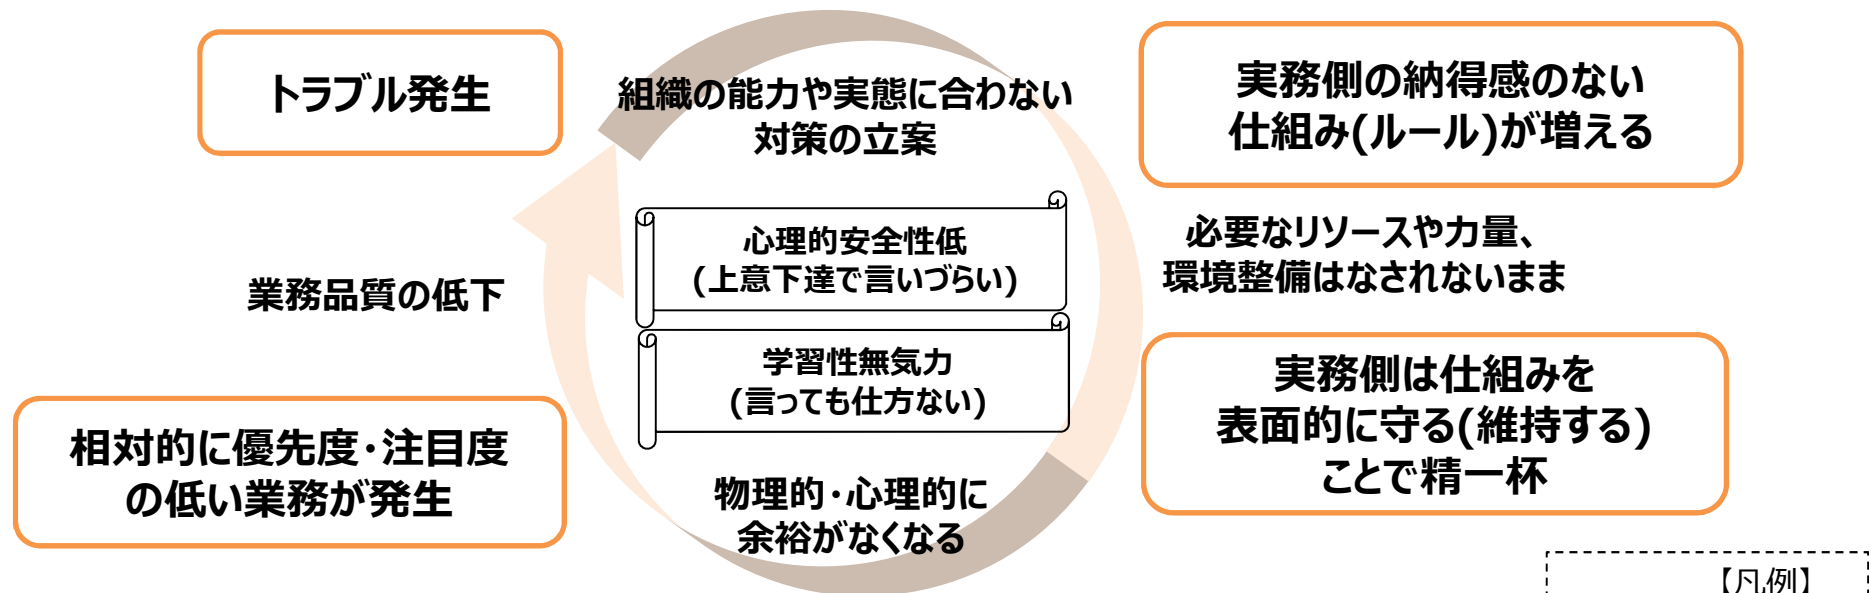 トラブル発生
組織の能力や実態に合わない
対策の立案
実務側の納得感のない
仕組み(ルール)が増える
必要なリソースや力量、
環境整備はなされないまま
心理的安全性低
(上意下達で言いづらい)
業務品質の低下
学習性無気力
(言っても仕方ない)
実務側は仕組みを
表面的に守る(維持する)
ことで精一杯
相対的に優先度・注目度
の低い業務が発生
物理的・心理的に
余裕がなくなる
【凡例】